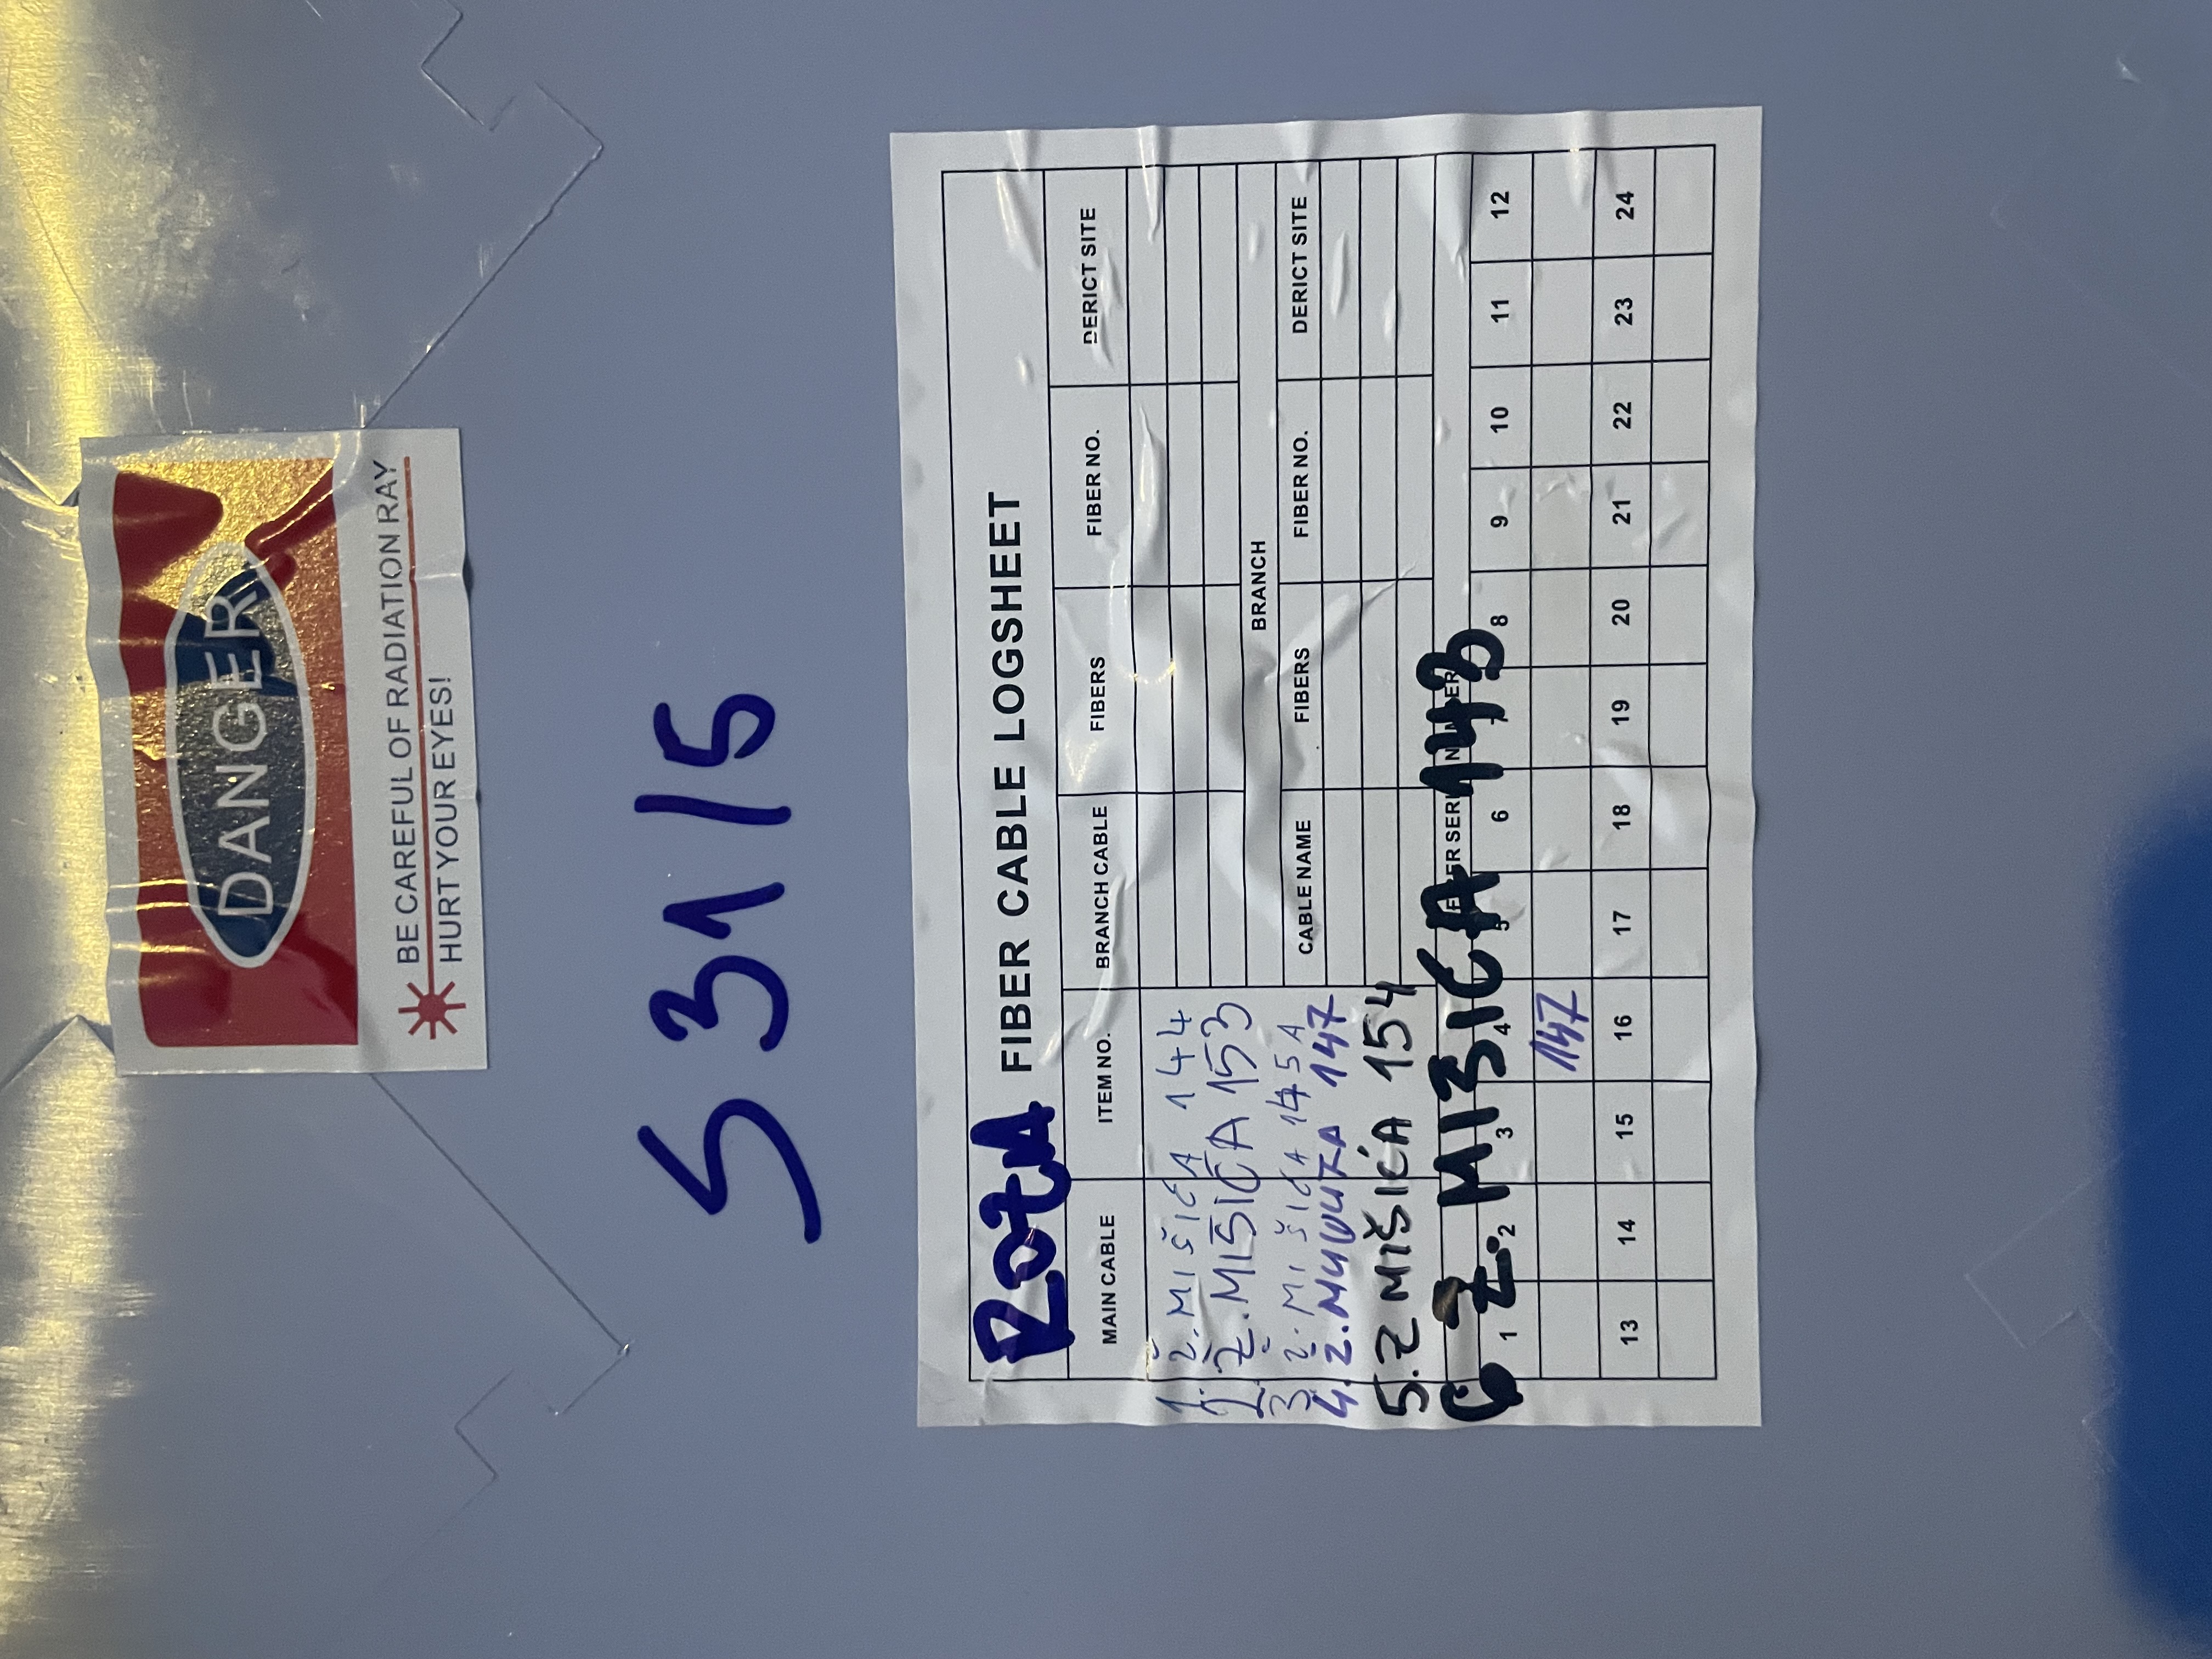 DANGER
BE CAREFUL OF RADIATION RAY
HURT YOUR EYES!
S31/5
FIBER CABLE LOGSHEET
MAIN CABLE ITEM NO. BRANCH CABLE FIBERS FIBER NO. DERICT SITE
1. Ž. MIŠIĆA 144
2. Ž. MIŠIĆA 153
BRANCH
CABLE NAME FIBERS FIBER NO. DERICT SITE
3. Ž. MIŠIĆA 145A
4. Ž. 147
5. Z MIŠIĆA 154
6 Ž. MIŠIĆA 143
1 2 3 4 5 6 7 8 9 10 11 12
147
13 14 15 16 17 18 19 20 21 22 23 24